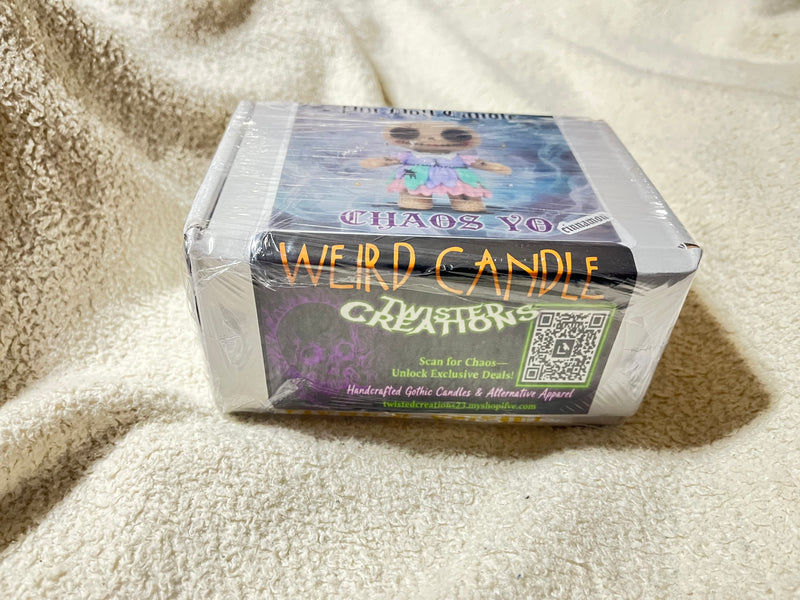 CHAOS YO
cinnamon
WEIRD CANDLE
TWISTED
CREATIONS
Scan for Chaos—
Unlock Exclusive Deals!
Handcrafted Gothic Candles & Alternative Apparel
twistedcreations23.myshopify.com